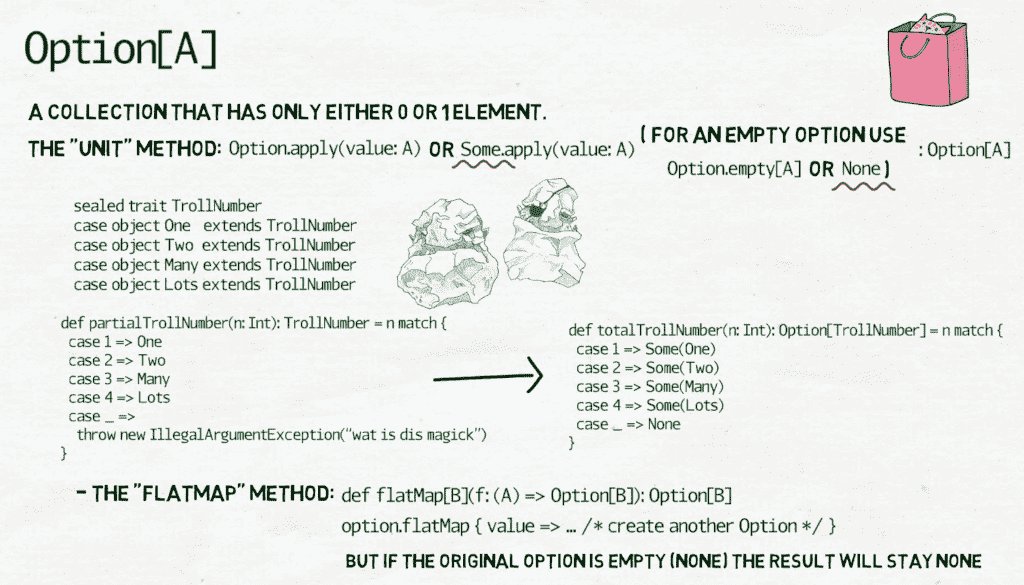 Option[A]
A COLLECTION THAT HAS ONLY EITHER 0 OR 1 ELEMENT.
THE "UNIT" METHOD: Option.apply(value: A) OR Some.apply(value: A) ( FOR AN EMPTY OPTION USE
Option.empty[A] OR None ) : Option[A]
sealed trait TrollNumber
case object One extends TrollNumber
case object Two extends TrollNumber
case object Many extends TrollNumber
case object Lots extends TrollNumber
def partialTrollNumber(n: Int): TrollNumber = n match {
case 1 => One
case 2 => Two
case 3 => Many
case 4 => Lots
case _ =>
throw new IllegalArgumentException(“wat is dis magick”)
}
def totalTrollNumber(n: Int): Option[TrollNumber] = n match {
case 1 => Some(One)
case 2 => Some(Two)
case 3 => Some(Many)
case 4 => Some(Lots)
case _ => None
}
- THE "FLATMAP" METHOD: def flatMap[B](f: (A) => Option[B]): Option[B]
option.flatMap { value => … /* create another Option */ }
BUT IF THE ORIGINAL OPTION IS EMPTY (NONE) THE RESULT WILL STAY NONE